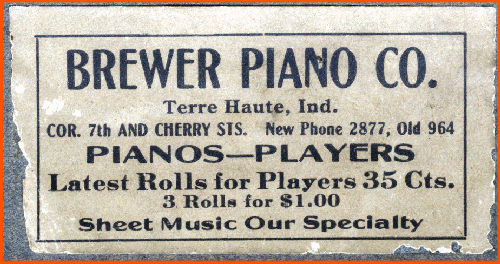 BREWER PIANO CO.
Terre Haute, Ind.
COR. 7th AND CHERRY STS. New Phone 2877, Old 964
PIANOS—PLAYERS
Latest Rolls for Players 35 Cts.
3 Rolls for $1.00
Sheet Music Our Specialty